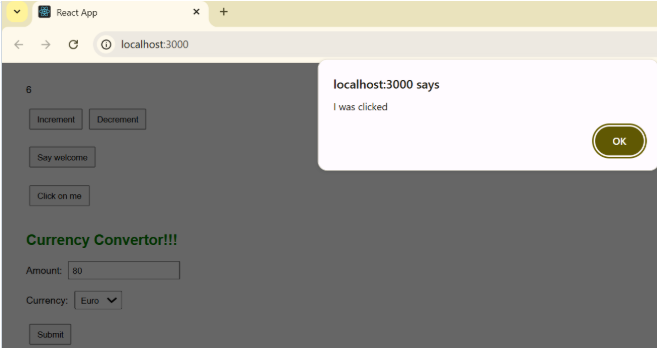 React App
localhost:3000
localhost:3000 says
I was clicked
OK
6
Increment Decrement
Say welcome
Click on me
Currency Convertor!!!
Amount: 80
Currency: Euro
Submit